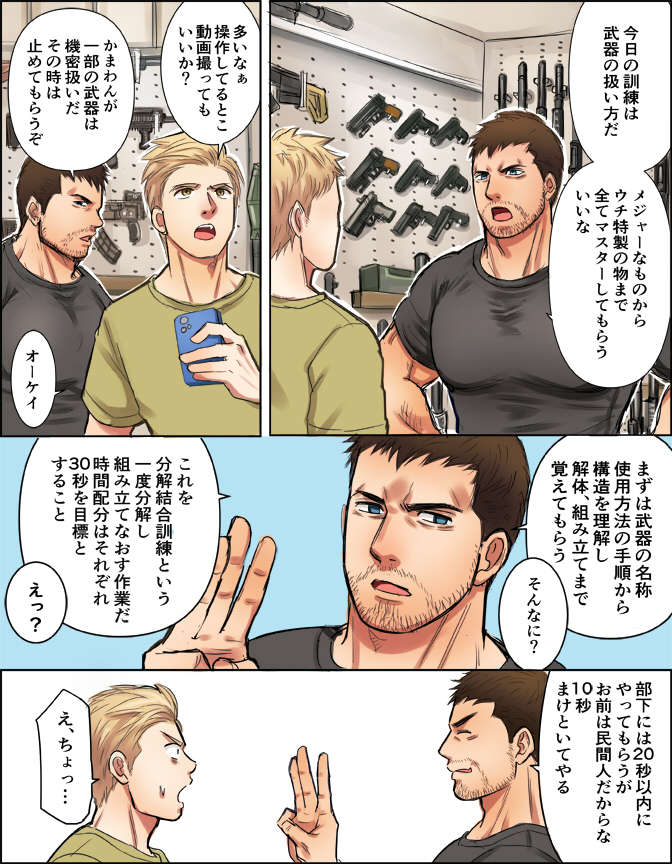 今日の訓練は
武器の扱い方だ
メジャーなものから
ウチ特製の物まで
全てマスターしてもらう
いいな
多いなぁ
操作してるとこ
動画撮っても
いいか？
かまわんが
一部の武器は
機密扱いだ
その時は
止めてもらうぞ
オーケイ
まずは武器の名称
使用方法の手順から
構造を理解し
解体、組み立てまで
覚えてもらう
そんなに？
これを
分解結合訓練という
一度分解し
組み立てなおす作業だ
時間配分はそれぞれ
30秒を目標と
すること
えっ？
部下には20秒以内に
やってもらうが
お前は民間人だからな
10秒
まけといてやる
え、ちょっ…